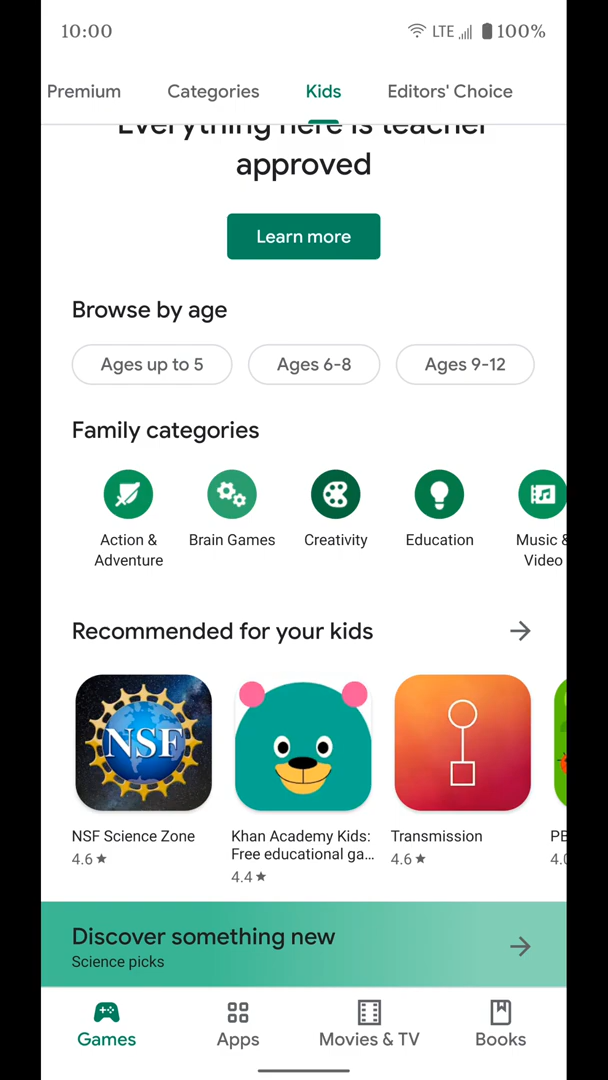 10:00
LTE
100%
Premium
Categories
Kids
Editors' Choice
Everything here is teacher
approved
Learn more
Browse by age
Ages up to 5
Ages 6-8
Ages 9-12
Family categories
Action &
Adventure
Brain Games
Creativity
Education
Music &
Video
Recommended for your kids
NSF
NSF Science Zone
4.6
Khan Academy Kids:
Free educational ga...
4.4
Transmission
4.6
PB
4.0
Discover something new
Science picks
Games
Apps
Movies & TV
Books